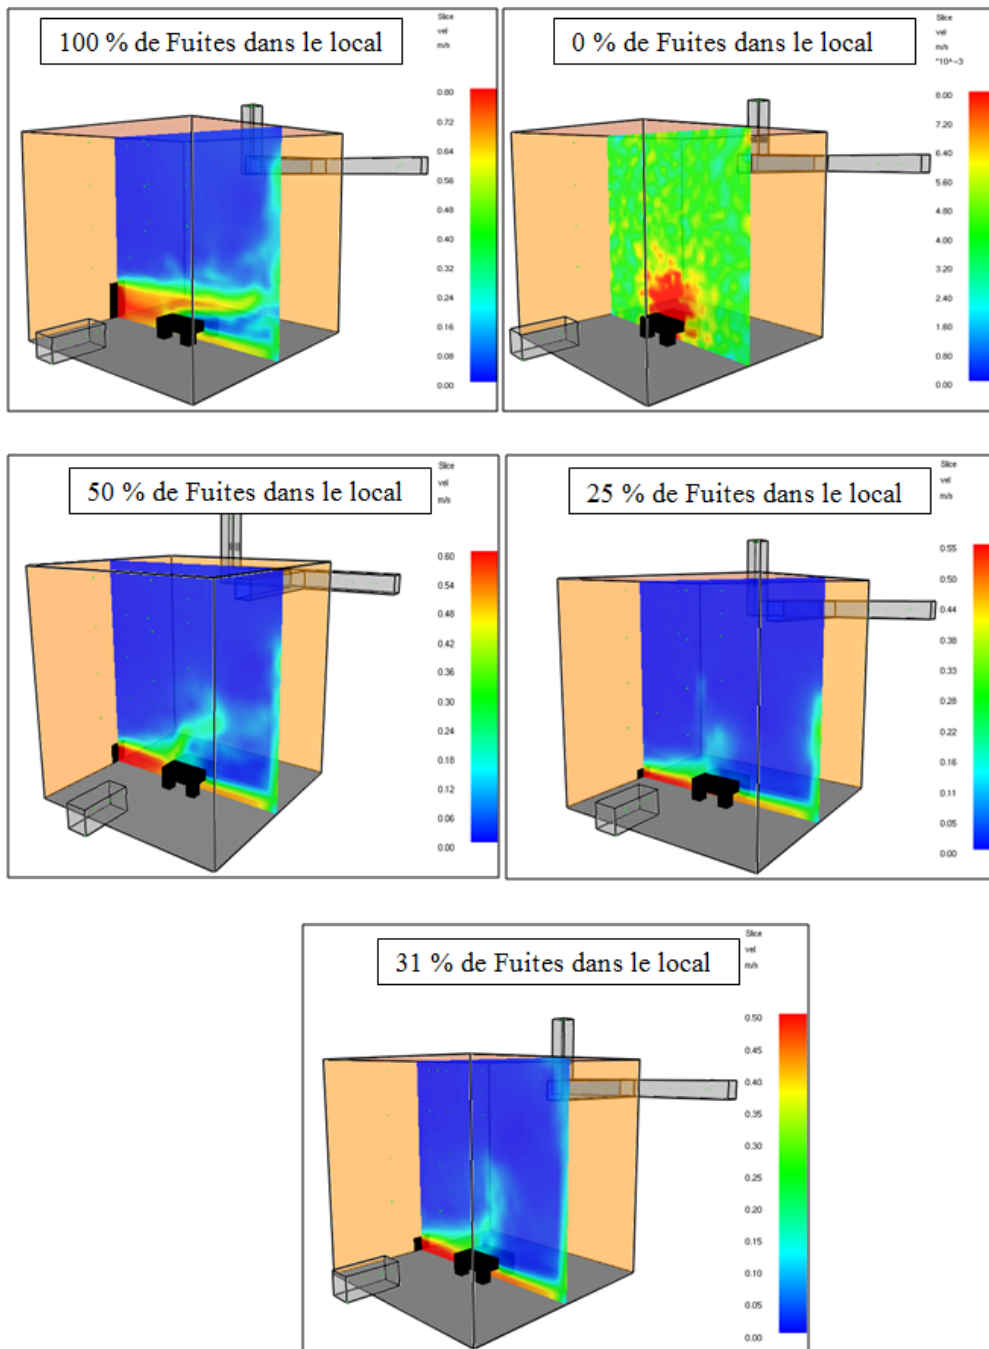 100 % de Fuites dans le local
Slice
vel
m/s
0.80
0.72
0.64
0.56
0.48
0.40
0.32
0.24
0.16
0.08
0.00
0 % de Fuites dans le local
Slice
vel
m/s
*10^-3
8.00
7.20
6.40
5.60
4.80
4.00
3.20
2.40
1.60
0.80
0.00
50 % de Fuites dans le local
Slice
vel
m/s
0.60
0.54
0.48
0.42
0.36
0.30
0.24
0.18
0.12
0.06
0.00
25 % de Fuites dans le local
Slice
vel
m/s
0.55
0.50
0.44
0.38
0.33
0.28
0.22
0.16
0.11
0.05
0.00
31 % de Fuites dans le local
Slice
vel
m/s
0.50
0.45
0.40
0.35
0.30
0.25
0.20
0.15
0.10
0.05
0.00